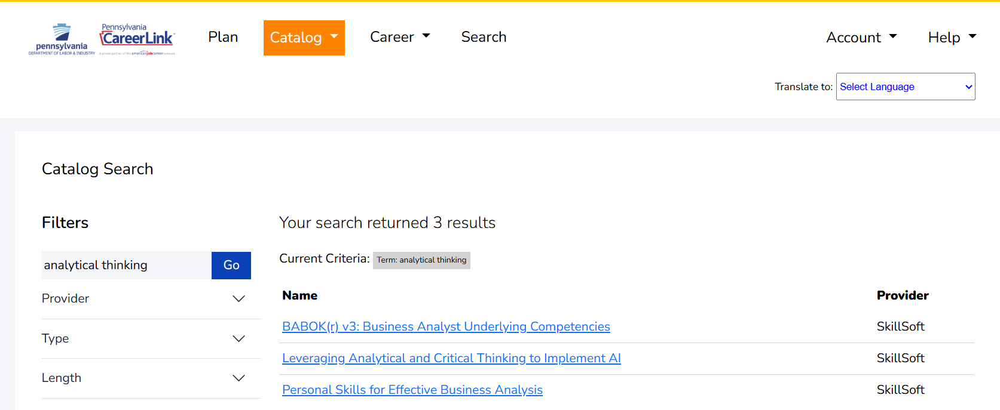 pennsylvania
DEPARTMENT OF LABOR & INDUSTRY
Pennsylvania
CareerLink
A proud partner of the americanjobcenter network
Plan
Catalog
Career
Search
Account
Help
Translate to: Select Language
Catalog Search
Filters
analytical thinking Go
Provider
Type
Length
Your search returned 3 results
Current Criteria: Term: analytical thinking
Name Provider
BABOK(r) v3: Business Analyst Underlying Competencies SkillSoft
Leveraging Analytical and Critical Thinking to Implement AI SkillSoft
Personal Skills for Effective Business Analysis SkillSoft